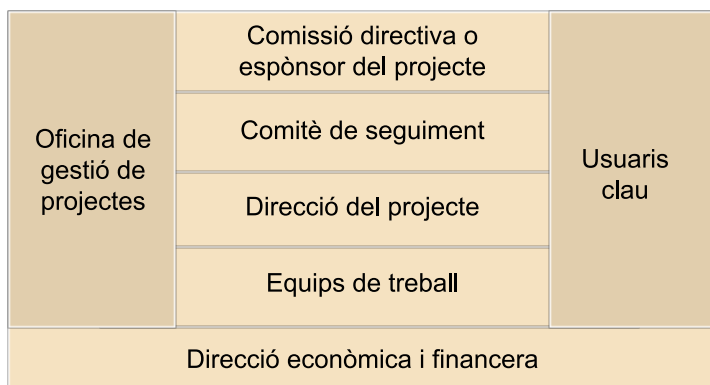 Oficina de
gestió de
projectes
Comissió directiva o
espònsor del projecte
Comitè de seguiment
Direcció del projecte
Equips de treball
Usuaris
clau
Direcció econòmica i financera